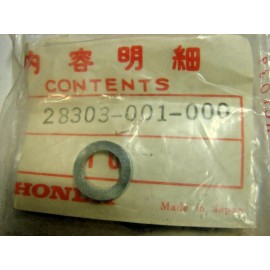 内容明細
CONTENTS
28303-001-000
HONDA
Made in Japan